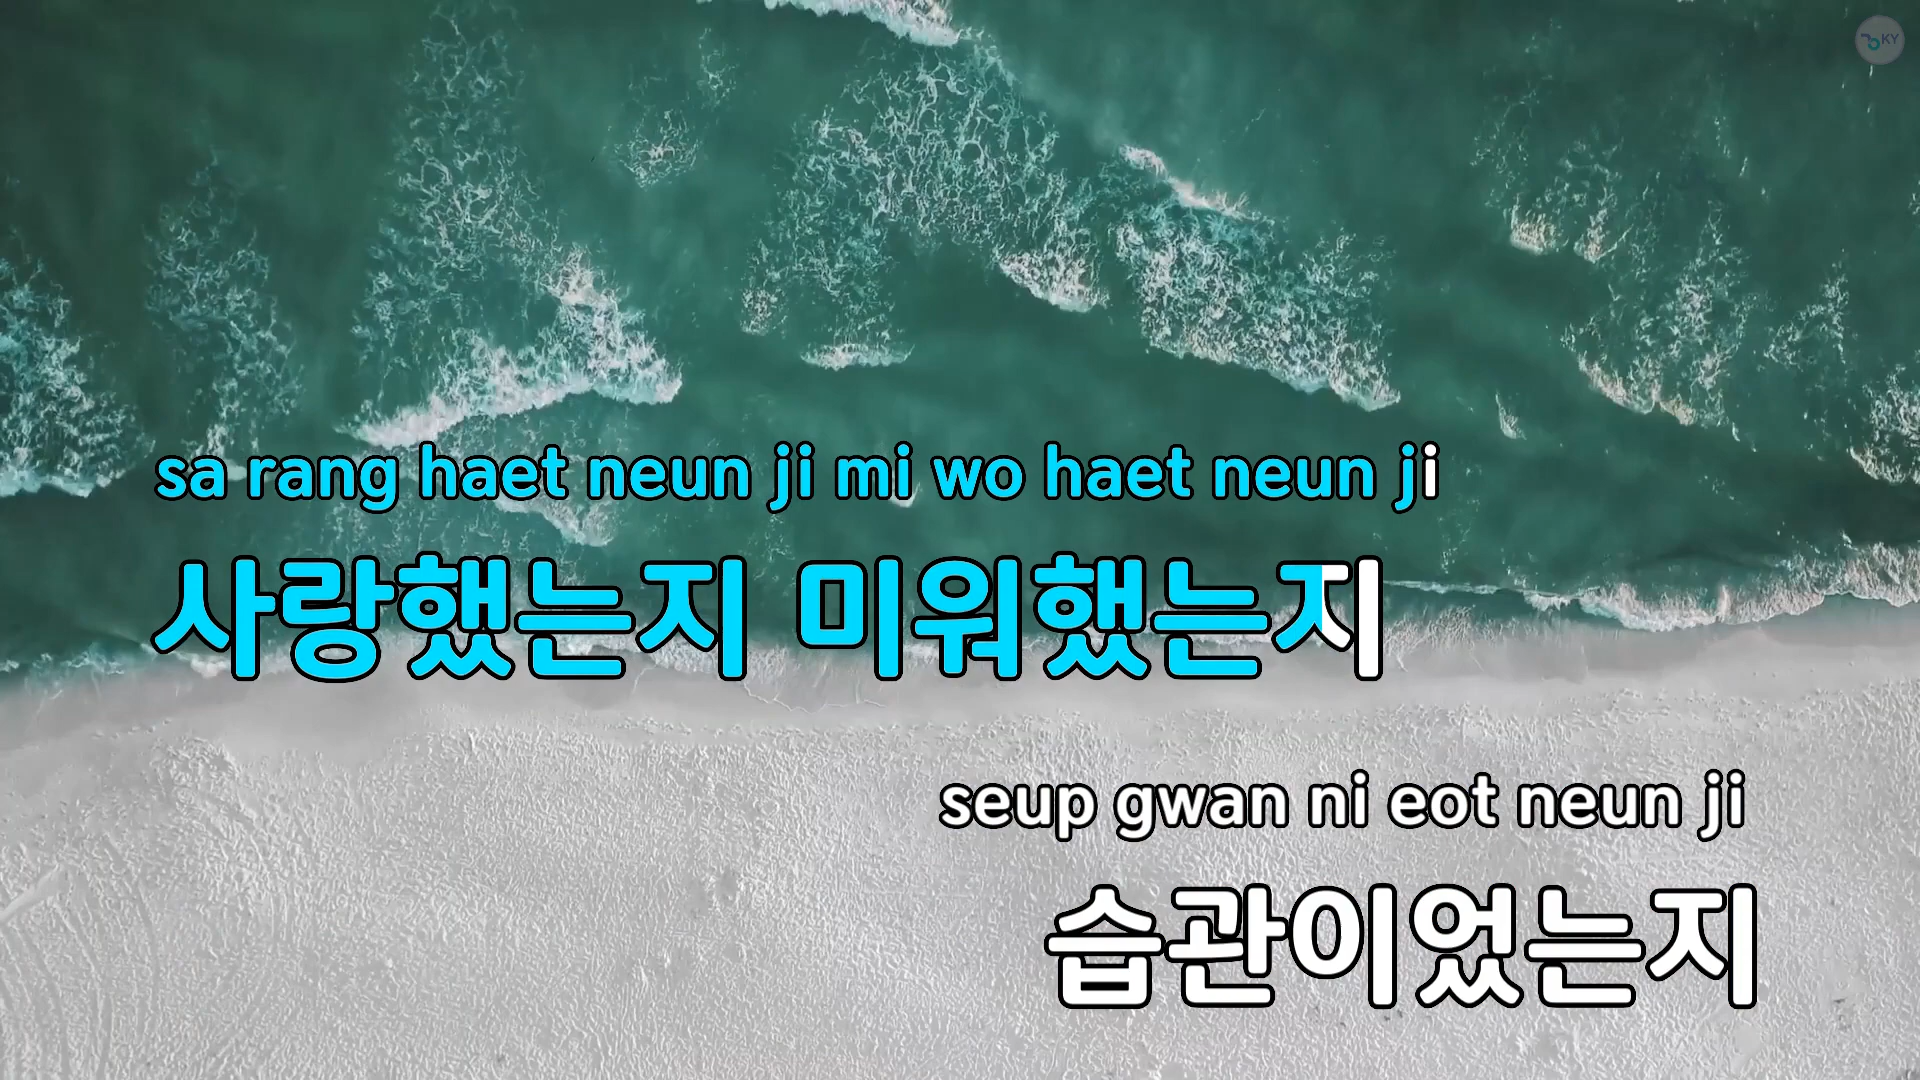 KY
sa rang haet neun ji mi wo haet neun ji
사랑했는지 미워했는지
seup gwan ni eot neun ji
습관이었는지